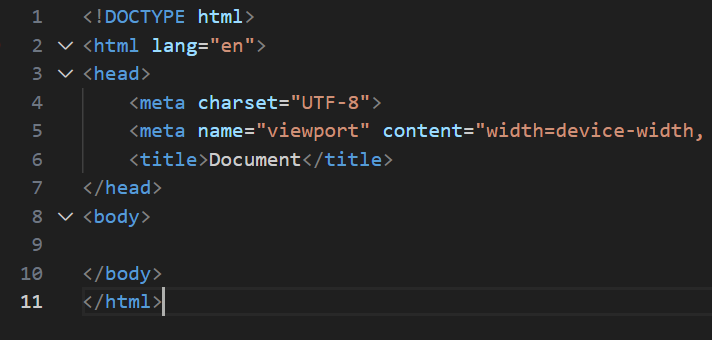 1 <!DOCTYPE html>
2 <html lang="en">
3 <head>
4 <meta charset="UTF-8">
5 <meta name="viewport" content="width=device-width,
6 <title>Document</title>
7 </head>
8 <body>
9
10 </body>
11 </html>